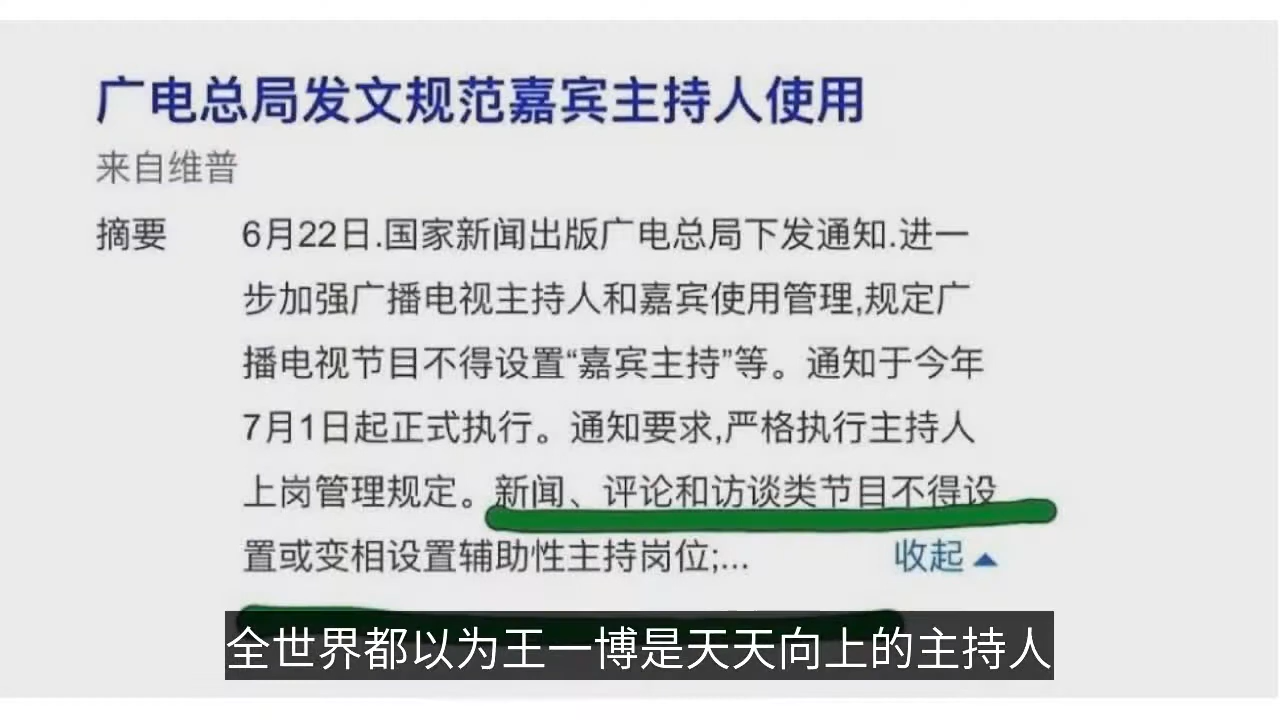 广电总局发文规范嘉宾主持人使用
来自维普
摘要 6月22日.国家新闻出版广电总局下发通知.进一
步加强广播电视主持人和嘉宾使用管理,规定广
播电视节目不得设置“嘉宾主持”等。通知于今年
7月1日起正式执行。通知要求,严格执行主持人
上岗管理规定。新闻、评论和访谈类节目不得设
置或变相设置辅助性主持岗位;... 收起
全世界都以为王一博是天天向上的主持人